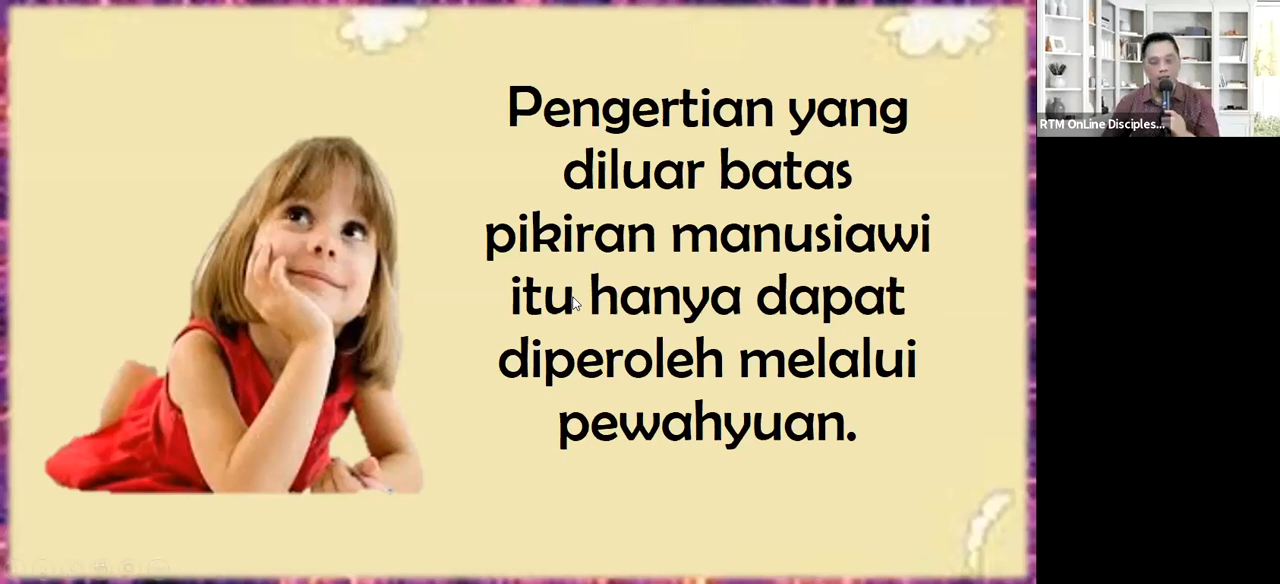 Pengertian yang
diluar batas
pikiran manusiawi
itu hanya dapat
diperoleh melalui
pewahyuan.
RTM OnLine Disciples...